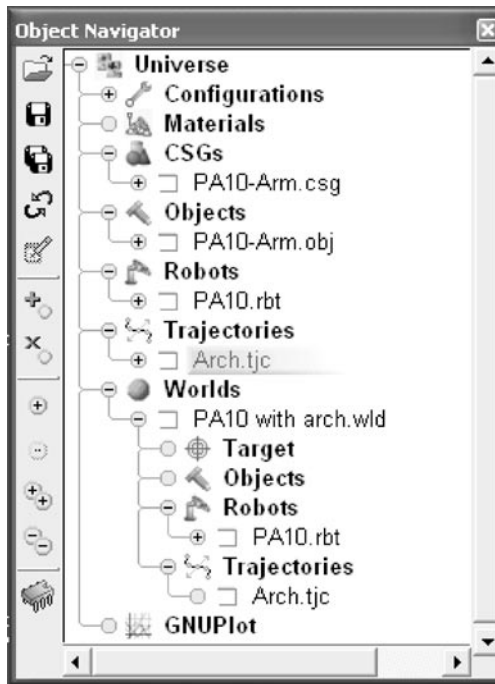 Object Navigator
Universe
Configurations
Materials
CSGs
PA10-Arm.csg
Objects
PA10-Arm.obj
Robots
PA10.rbt
Trajectories
Arch.tjc
Worlds
PA10 with arch.wld
Target
Objects
Robots
PA10.rbt
Trajectories
Arch.tjc
GNUPlot